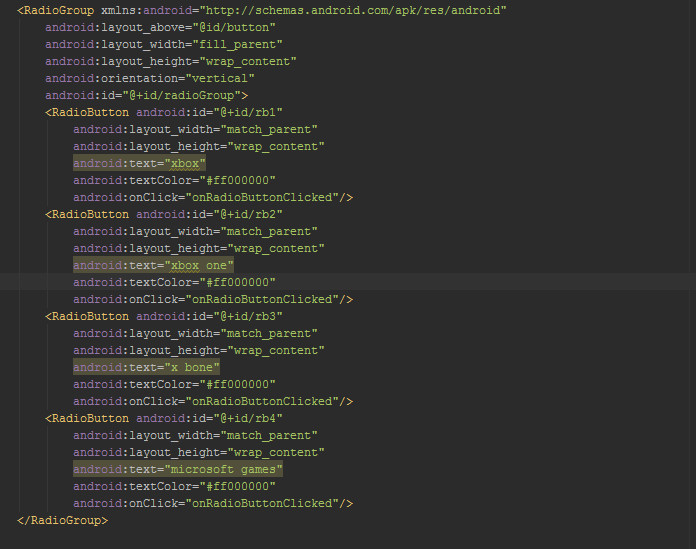 <RadioGroup xmlns:android="http://schemas.android.com/apk/res/android"
    android:layout_above="@id/button"
    android:layout_width="fill_parent"
    android:layout_height="wrap_content"
    android:orientation="vertical"
    android:id="@+id/radioGroup">
    <RadioButton android:id="@+id/rb1"
        android:layout_width="match_parent"
        android:layout_height="wrap_content"
        android:text="xbox"
        android:textColor="#ff000000"
        android:onClick="onRadioButtonClicked"/>
    <RadioButton android:id="@+id/rb2"
        android:layout_width="match_parent"
        android:layout_height="wrap_content"
        android:text="xbox one"
        android:textColor="#ff000000"
        android:onClick="onRadioButtonClicked"/>
    <RadioButton android:id="@+id/rb3"
        android:layout_width="match_parent"
        android:layout_height="wrap_content"
        android:text="x bone"
        android:textColor="#ff000000"
        android:onClick="onRadioButtonClicked"/>
    <RadioButton android:id="@+id/rb4"
        android:layout_width="match_parent"
        android:layout_height="wrap_content"
        android:text="microsoft games"
        android:textColor="#ff000000"
        android:onClick="onRadioButtonClicked"/>
</RadioGroup>